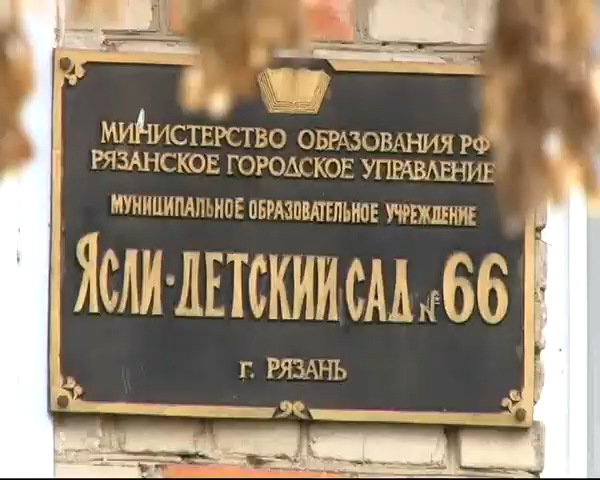 МИНИСТЕРСТВО ОБРАЗОВАНИЯ РФ
РЯЗАНСКОЕ ГОРОДСКОЕ УПРАВЛЕНИЕ
МУНИЦИПАЛЬНОЕ ОБРАЗОВАТЕЛЬНОЕ УЧРЕЖДЕНИЕ
ЯСЛИ-ДЕТСКИЙ САД № 66
г. РЯЗАНЬ